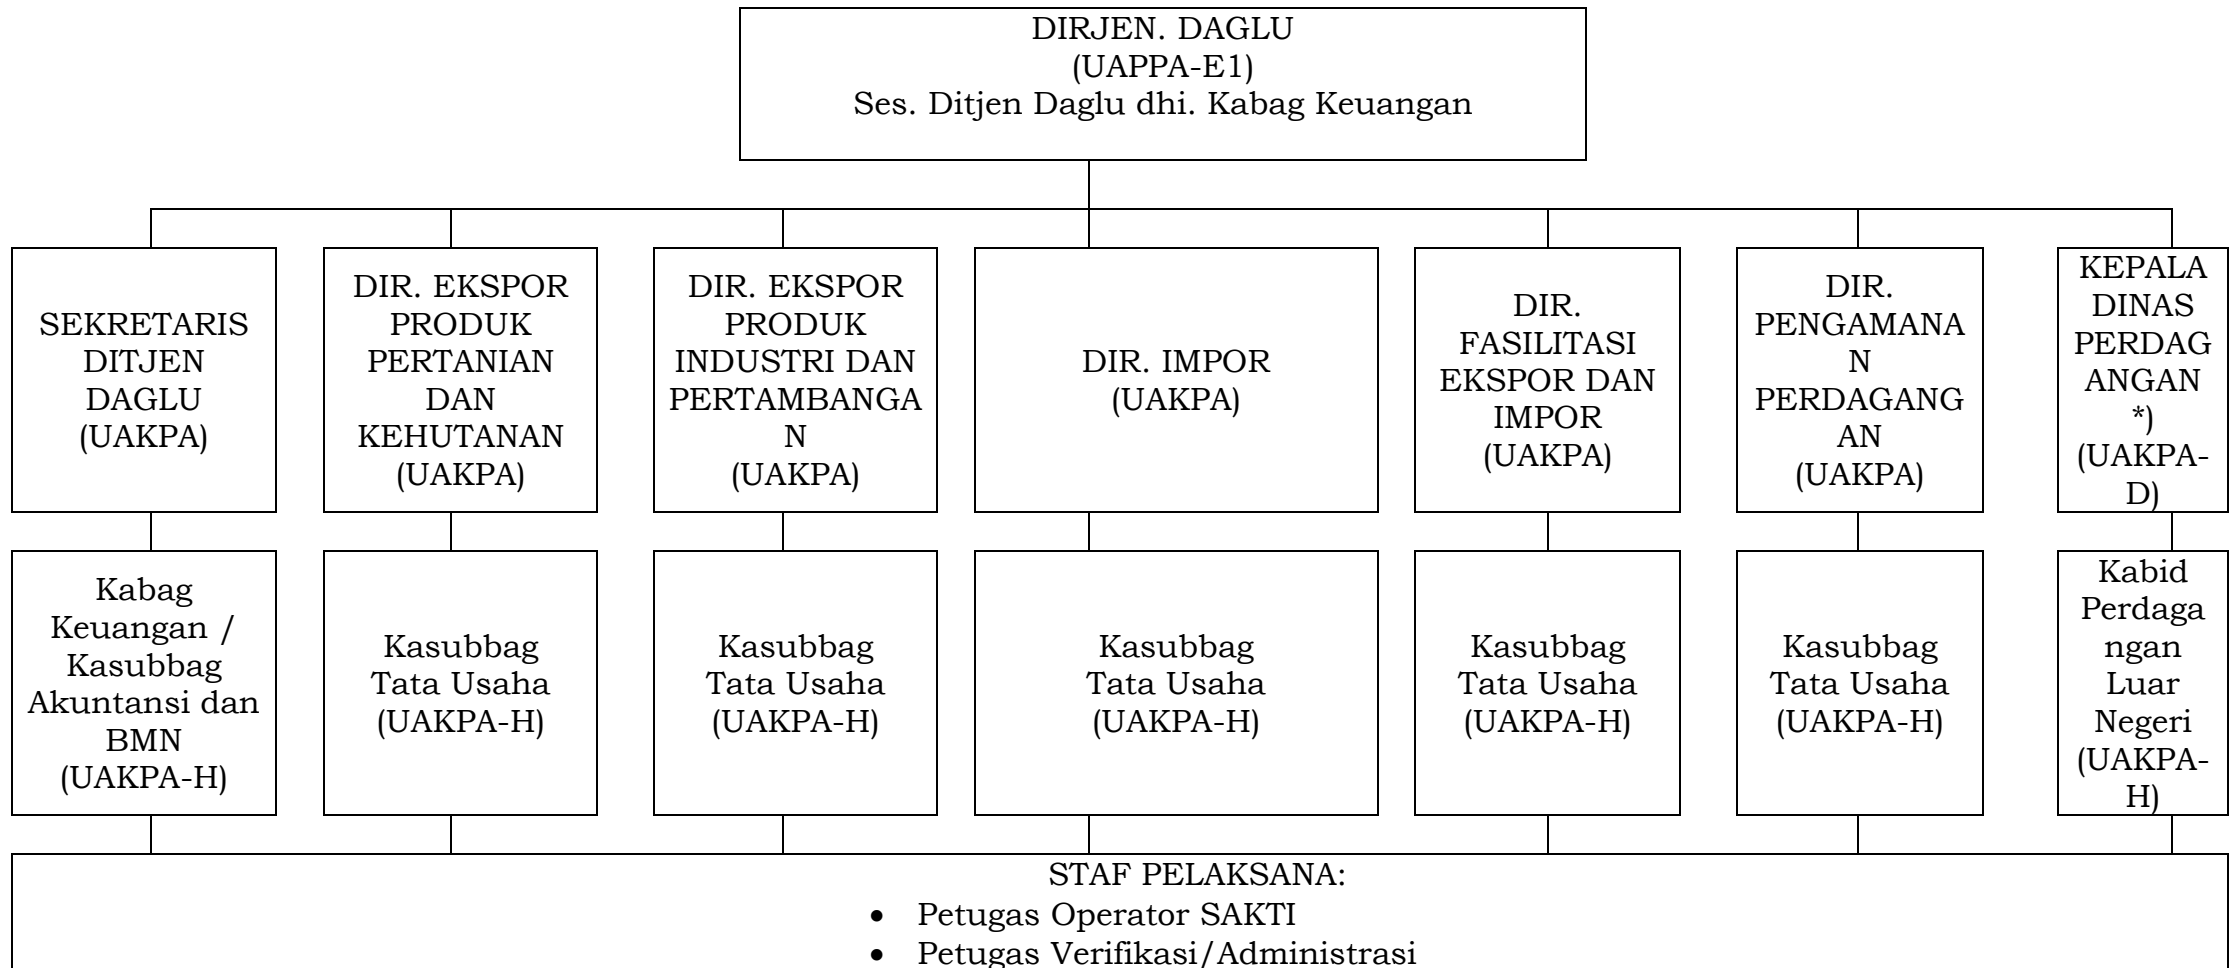 DIRJEN. DAGLU
(UAPPA-E1)
Ses. Ditjen Daglu dhi. Kabag Keuangan
SEKRETARIS
DITJEN
DAGLU
(UAKPA)
DIR. EKSPOR
PRODUK
PERTANIAN
DAN
KEHUTANAN
(UAKPA)
DIR. EKSPOR
PRODUK
INDUSTRI DAN
PERTAMBANGA
N
(UAKPA)
DIR. IMPOR
(UAKPA)
DIR.
FASILITASI
EKSPOR DAN
IMPOR
(UAKPA)
DIR.
PENGAMANA
N
PERDAGANG
AN
(UAKPA)
KEPALA
DINAS
PERDAG
ANGAN
*)
(UAKPA-
D)
Kabag
Keuangan /
Kasubbag
Akuntansi dan
BMN
(UAKPA-H)
Kasubbag
Tata Usaha
(UAKPA-H)
Kasubbag
Tata Usaha
(UAKPA-H)
Kasubbag
Tata Usaha
(UAKPA-H)
Kasubbag
Tata Usaha
(UAKPA-H)
Kasubbag
Tata Usaha
(UAKPA-H)
Kabid
Perdaga
ngan
Luar
Negeri
(UAKPA-
H)
STAF PELAKSANA:
• Petugas Operator SAKTI
• Petugas Verifikasi/Administrasi